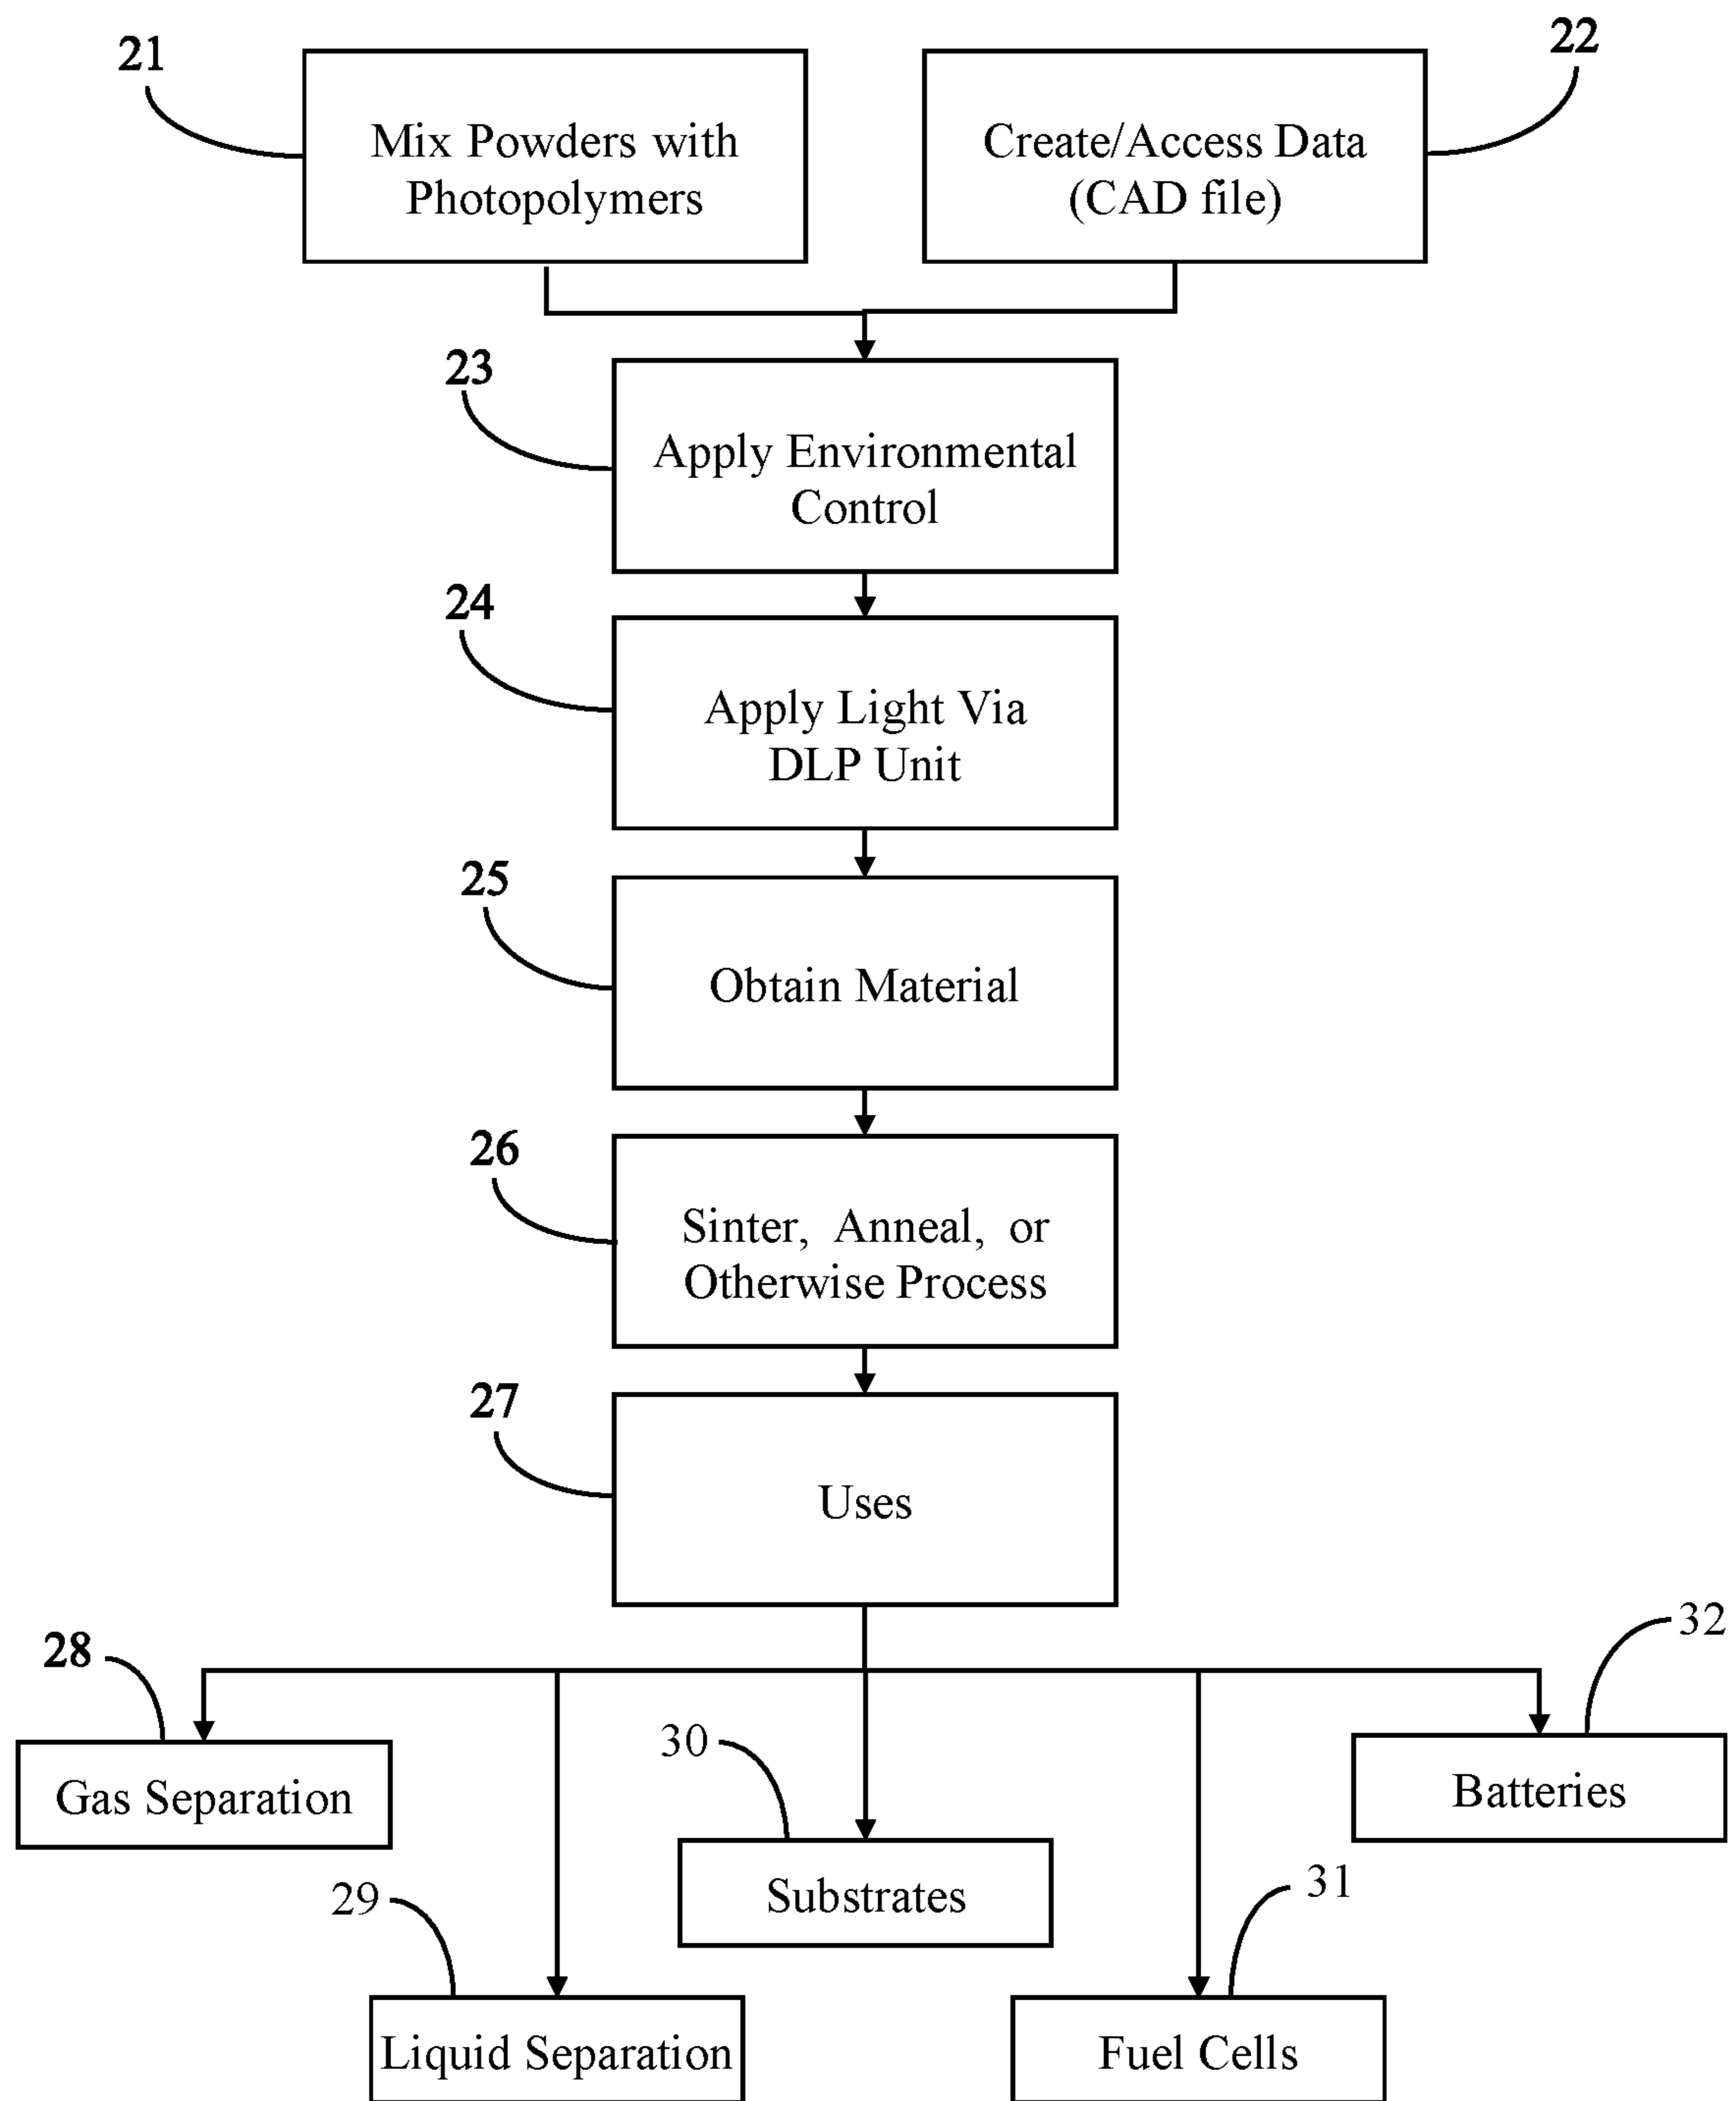 21
Mix Powders with
Photopolymers
22
Create/Access Data
(CAD file)
23
Apply Environmental
Control
24
Apply Light Via
DLP Unit
25
Obtain Material
26
Sinter, Anneal, or
Otherwise Process
27
Uses
28
Gas Separation
29
Liquid Separation
30
Substrates
31
Fuel Cells
32
Batteries